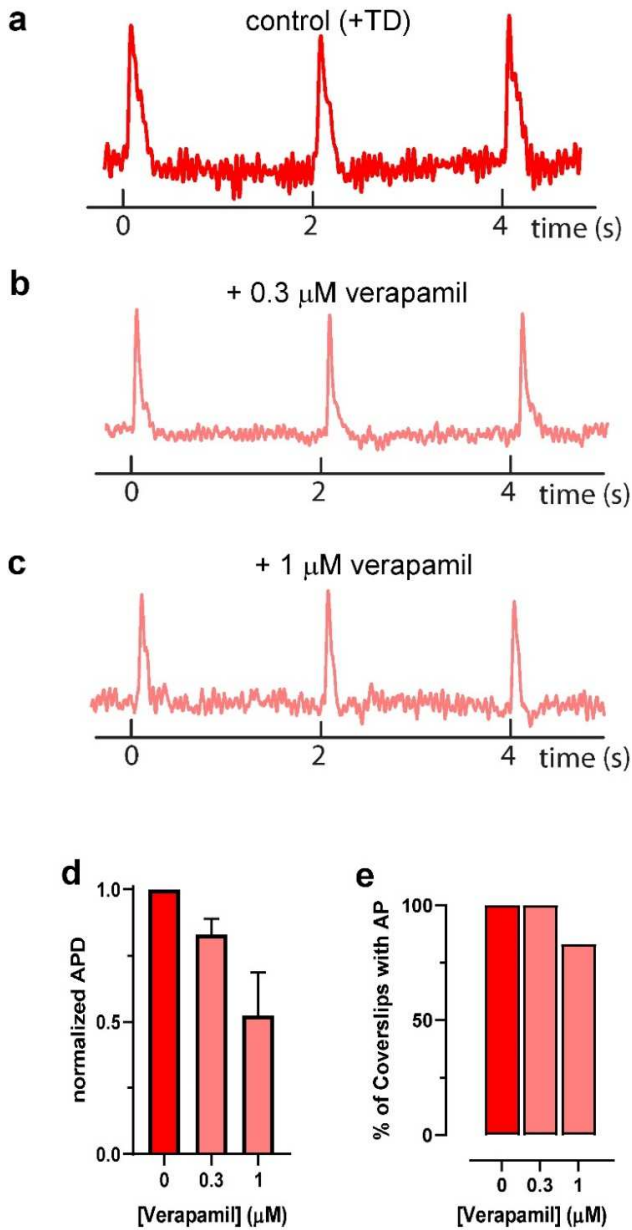 a
control (+TD)
0 2 4 time (s)
b
+ 0.3 μM verapamil
0 2 4 time (s)
c
+ 1 μM verapamil
0 2 4 time (s)
d
normalized APD
1.0
0.5
0.0
0 0.3 1
[Verapamil] (μM)
e
% of Coverslips with AP
100
50
0
0 0.3 1
[Verapamil] (μM)